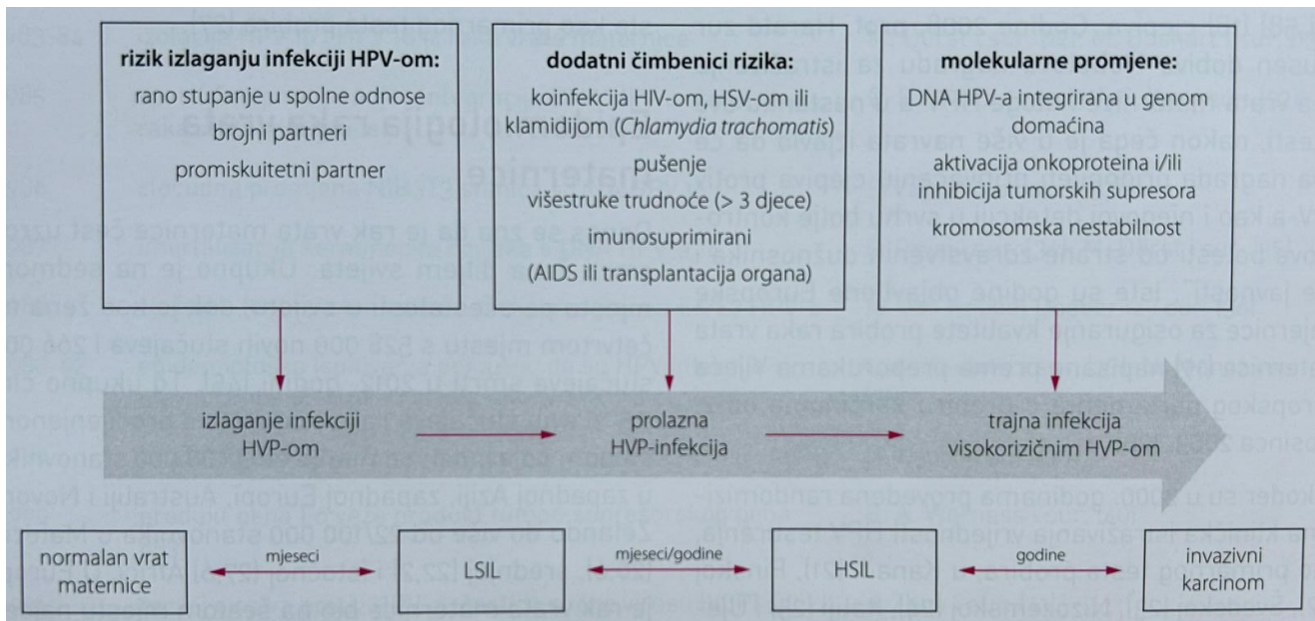 rizik izlaganju infekciji HPV-om:
rano stupanje u spolne odnose
brojni partneri
promiskuitetni partner
dodatni čimbenici rizika:
koinfekcija HIV-om, HSV-om ili
klamidijom (Chlamydia trachomatis)
pušenje
višestruke trudnoće (> 3 djece)
imunosuprimirani
(AIDS ili transplantacija organa)
molekularne promjene:
DNA HPV-a integrirana u genom
domaćina
aktivacija onkoproteina i/ili
inhibicija tumorskih supresora
kromosomska nestabilnost
izlaganje infekciji
HVP-om
prolazna
HVP-infekcija
trajna infekcija
visokorizičnim HVP-om
normalan vrat
maternice
mjeseci
LSIL
mjeseci/godine
HSIL
godine
invazivni
karcinom